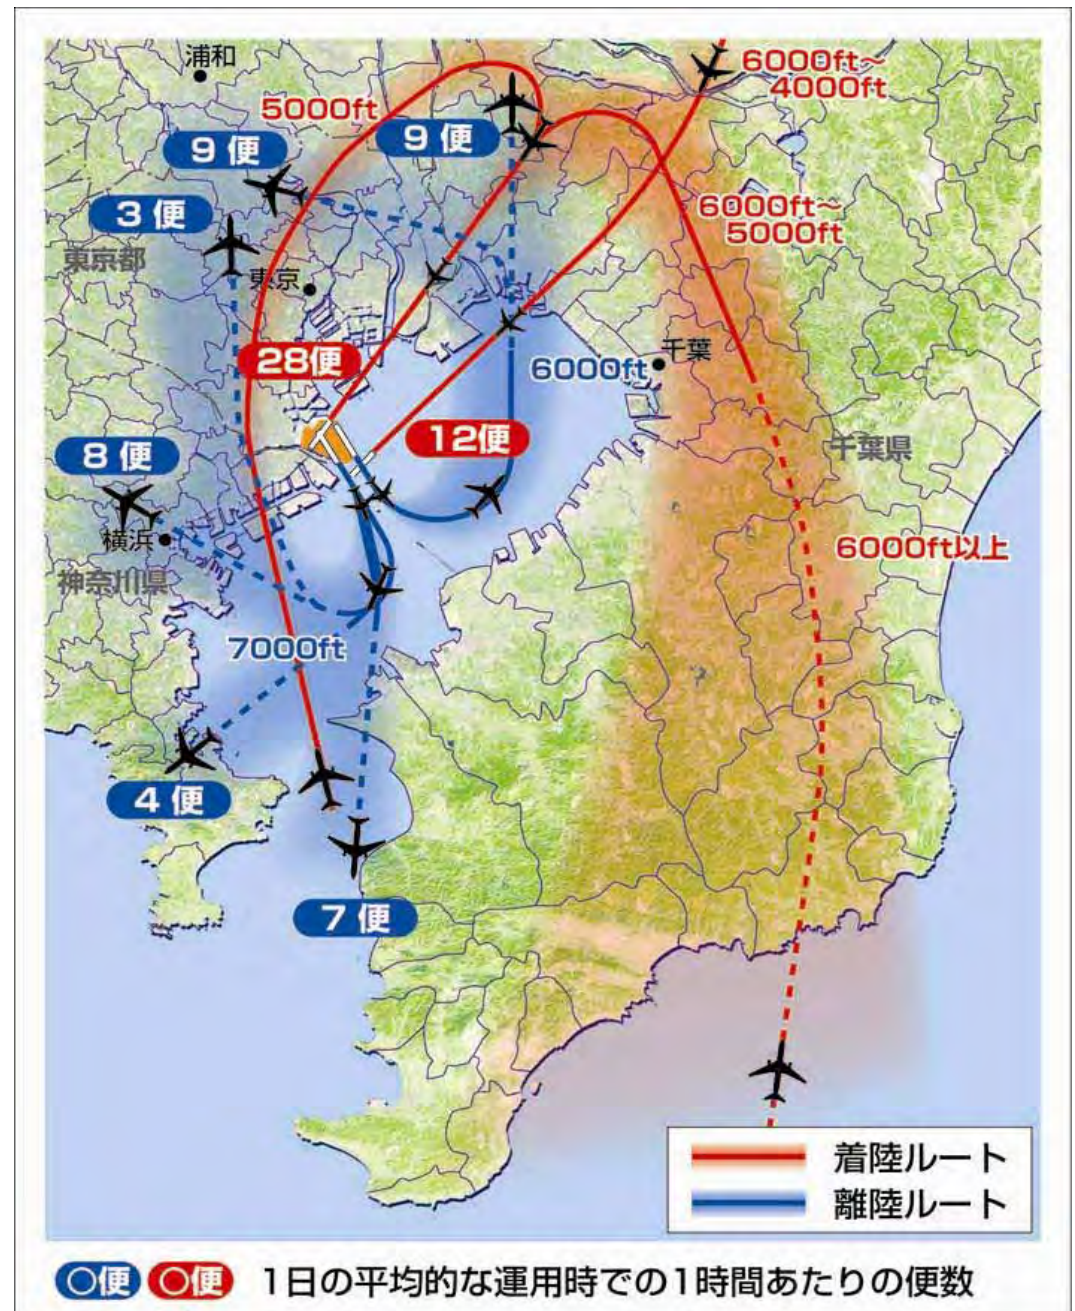 浦和
6000ft～
4000ft
5000ft
9 便
9 便
3 便
6000ft～
5000ft
東京都
東京
28便
6000ft
千葉
12便
千葉県
8 便
横浜
6000ft以上
神奈川県
7000ft
4 便
7 便
着陸ルート
離陸ルート
○便 ○便 1日の平均的な運用時での1時間あたりの便数